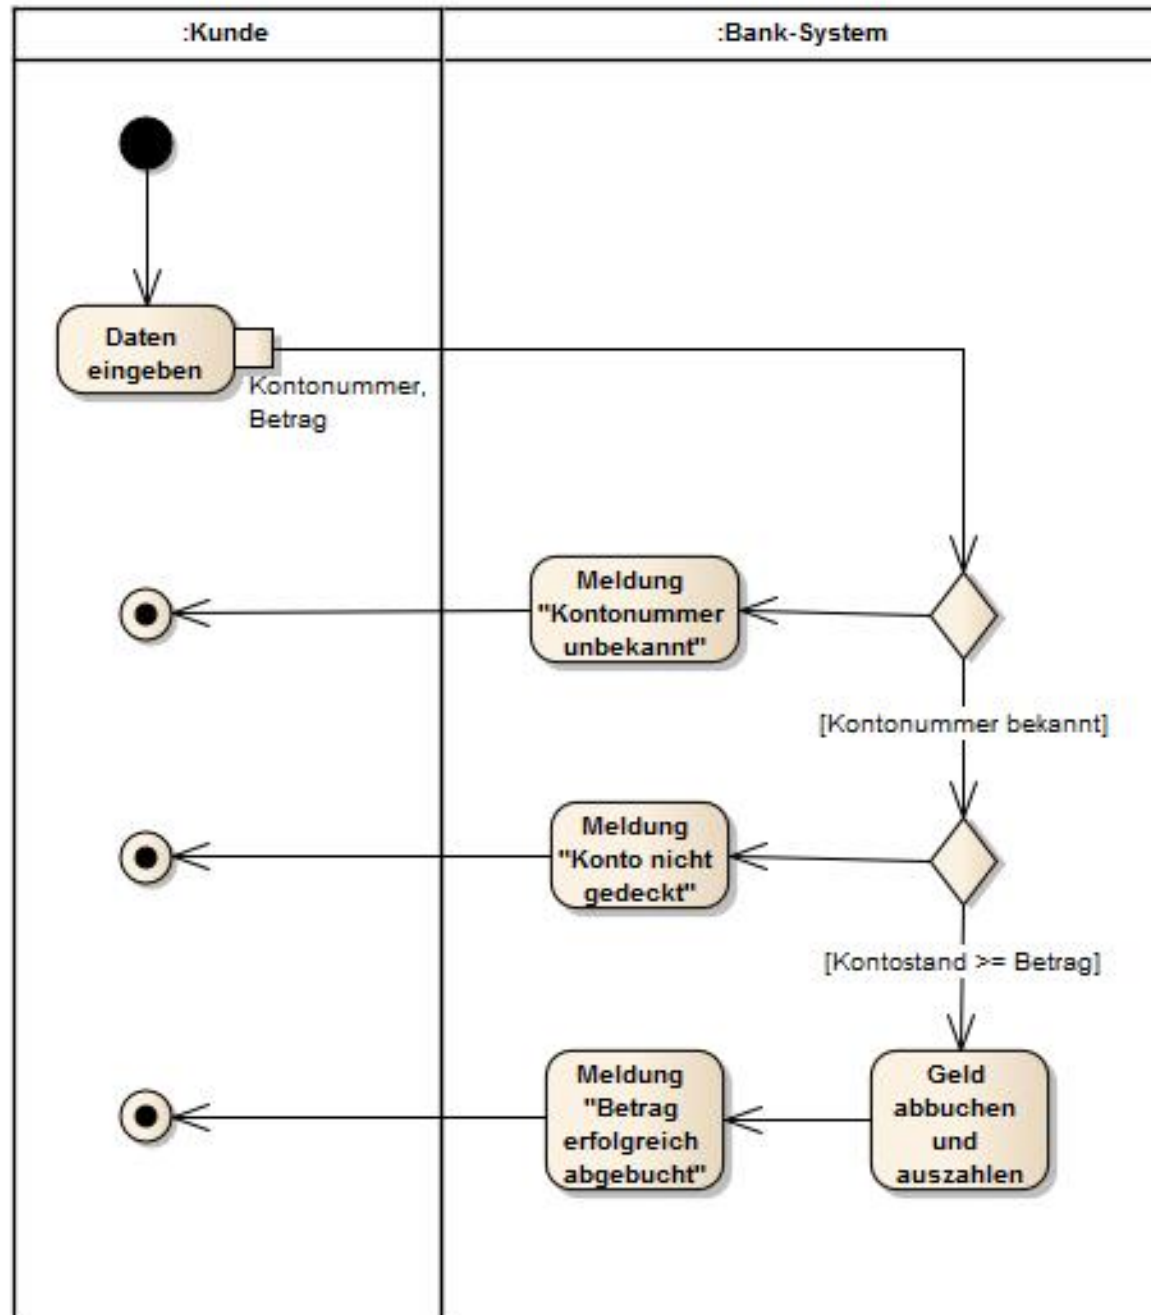 :Kunde
:Bank-System
Daten
eingeben
Kontonummer,
Betrag
Meldung
"Kontonummer
unbekannt"
[Kontonummer bekannt]
Meldung
"Konto nicht
gedeckt"
[Kontostand >= Betrag]
Meldung
"Betrag
erfolgreich
abgebucht"
Geld
abbuchen
und
auszahlen